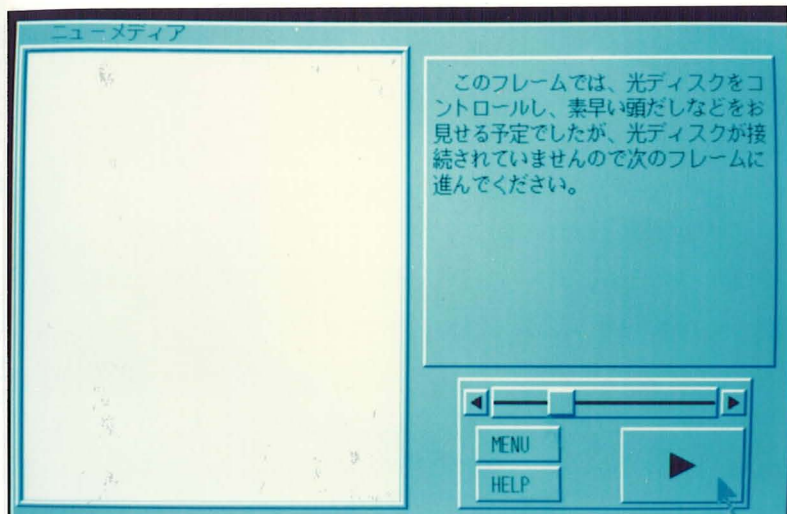 ニューメディア
このフレームでは、光ディスクをコ
ントロールし、素早い頭だしなどをお
見せる予定でしたが、光ディスクが接
続されていませんので次のフレームに
進んでください。
MENU
HELP